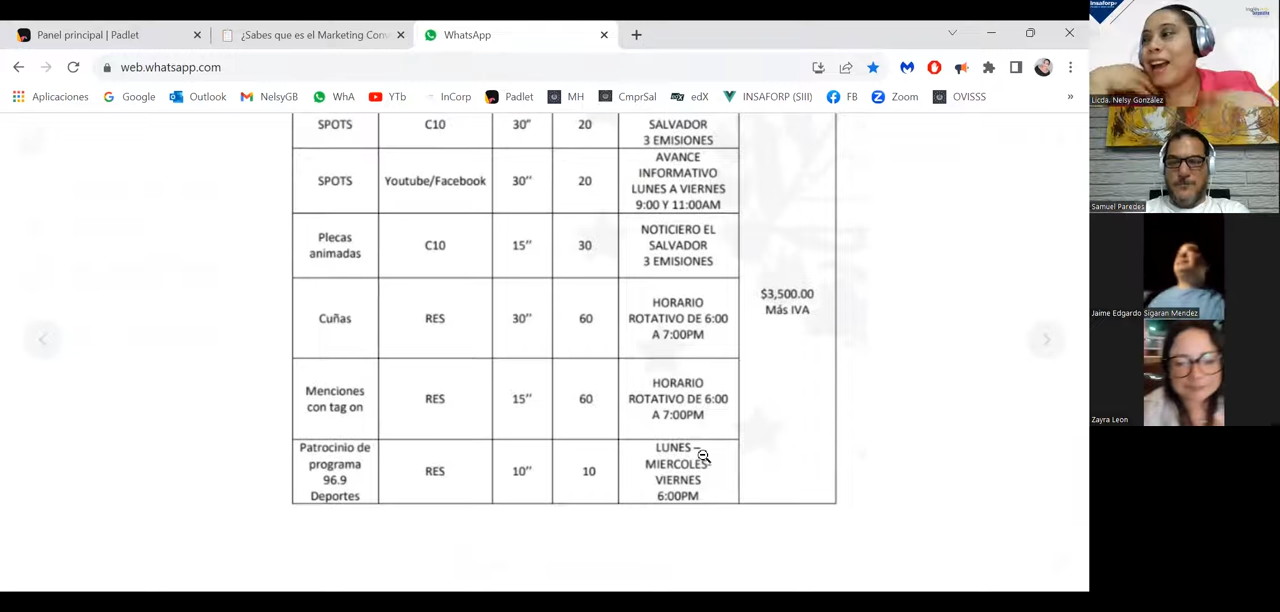 Panel principal | Padlet
¿Sabes que es el Marketing Conv
WhatsApp
web.whatsapp.com
Aplicaciones
Google
Outlook
NelsyGB
WhA
YTb
InCorp
Padlet
MH
CmprSal
edX
INSAFORP (SIII)
FB
Zoom
OVISSS
»
SPOTS
C10
30”
20
SALVADOR
3 EMISIONES
SPOTS
Youtube/Facebook
30”
20
AVANCE
INFORMATIVO
LUNES A VIERNES
9:00 Y 11:00AM
Plecas
animadas
C10
15”
30
NOTICIERO EL
SALVADOR
3 EMISIONES
Cuñas
RES
30”
60
HORARIO
ROTATIVO DE 6:00
A 7:00PM
Menciones
con tag on
RES
15”
60
HORARIO
ROTATIVO DE 6:00
A 7:00PM
Patrocinio de
programa
96.9
Deportes
RES
10”
10
LUNES –
MIERCOLES-
VIERNES
6:00PM
$3,500.00
Más IVA
Insaforp
Licda. Nelsy González
Samuel Paredes
Jaime Edgardo Sigaran Mendez
Zayra Leon